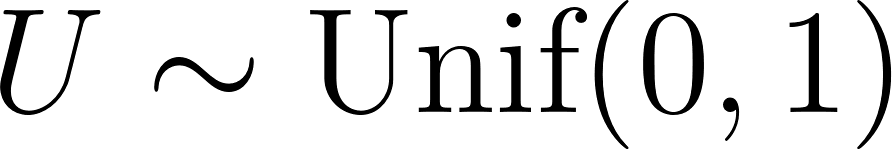 U ~ Unif(0, 1)